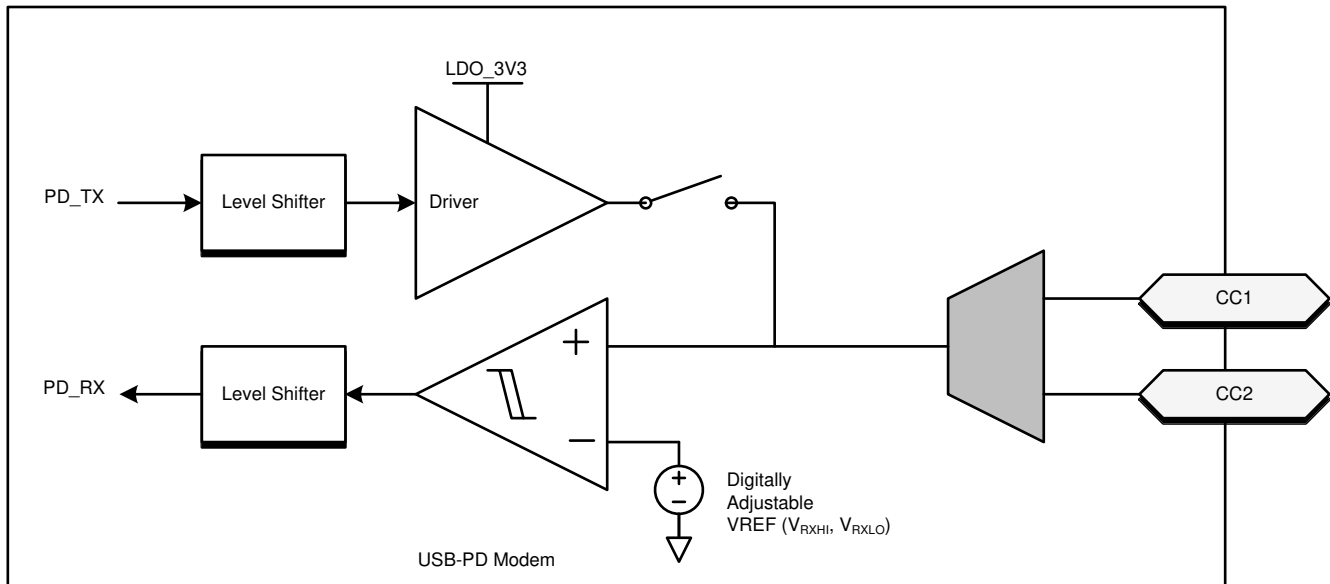 LDO_3V3
PD_TX
Level Shifter
Driver
CC1
PD_RX
Level Shifter
CC2
Digitally
Adjustable
VREF (VRXHI, VRXLO)
USB-PD Modem